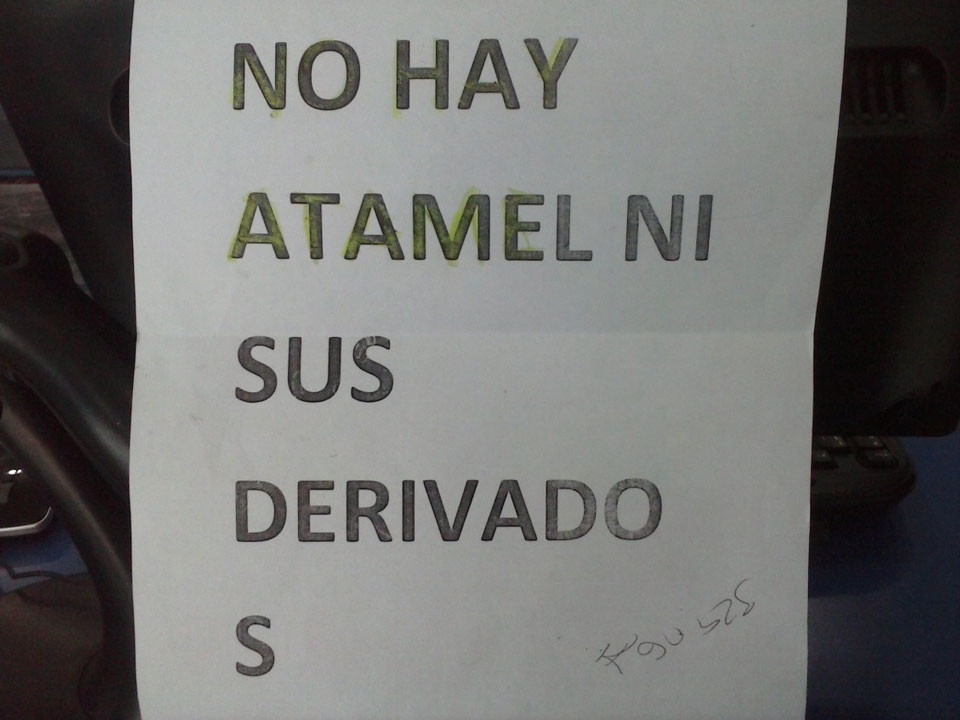 NO HAY
ATAMEL NI
SUS
DERIVADO
S